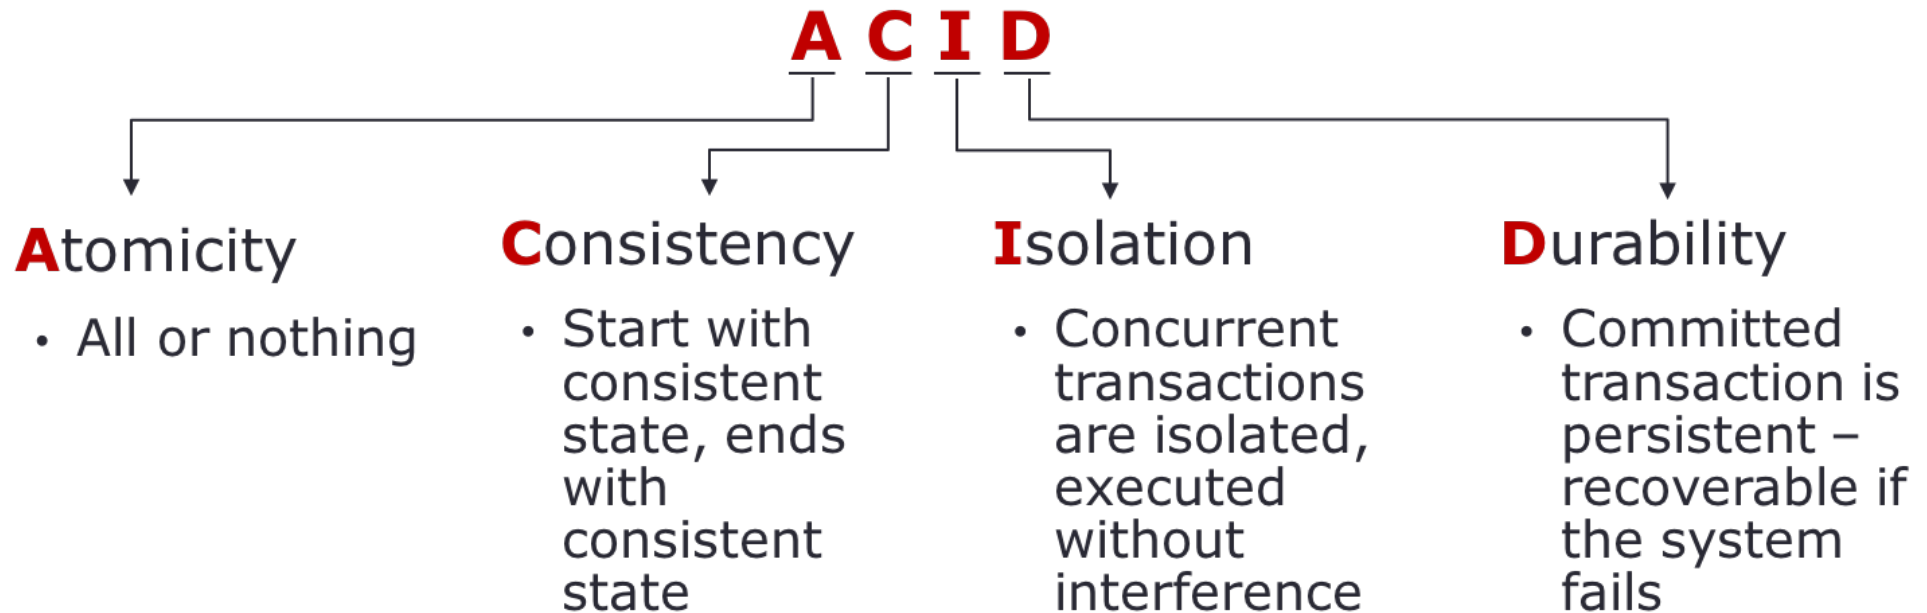 A C I D
Atomicity
• All or nothing
Consistency
• Start with
consistent
state, ends
with
consistent
state
Isolation
• Concurrent
transactions
are isolated,
executed
without
interference
Durability
• Committed
transaction is
persistent –
recoverable if
the system
fails